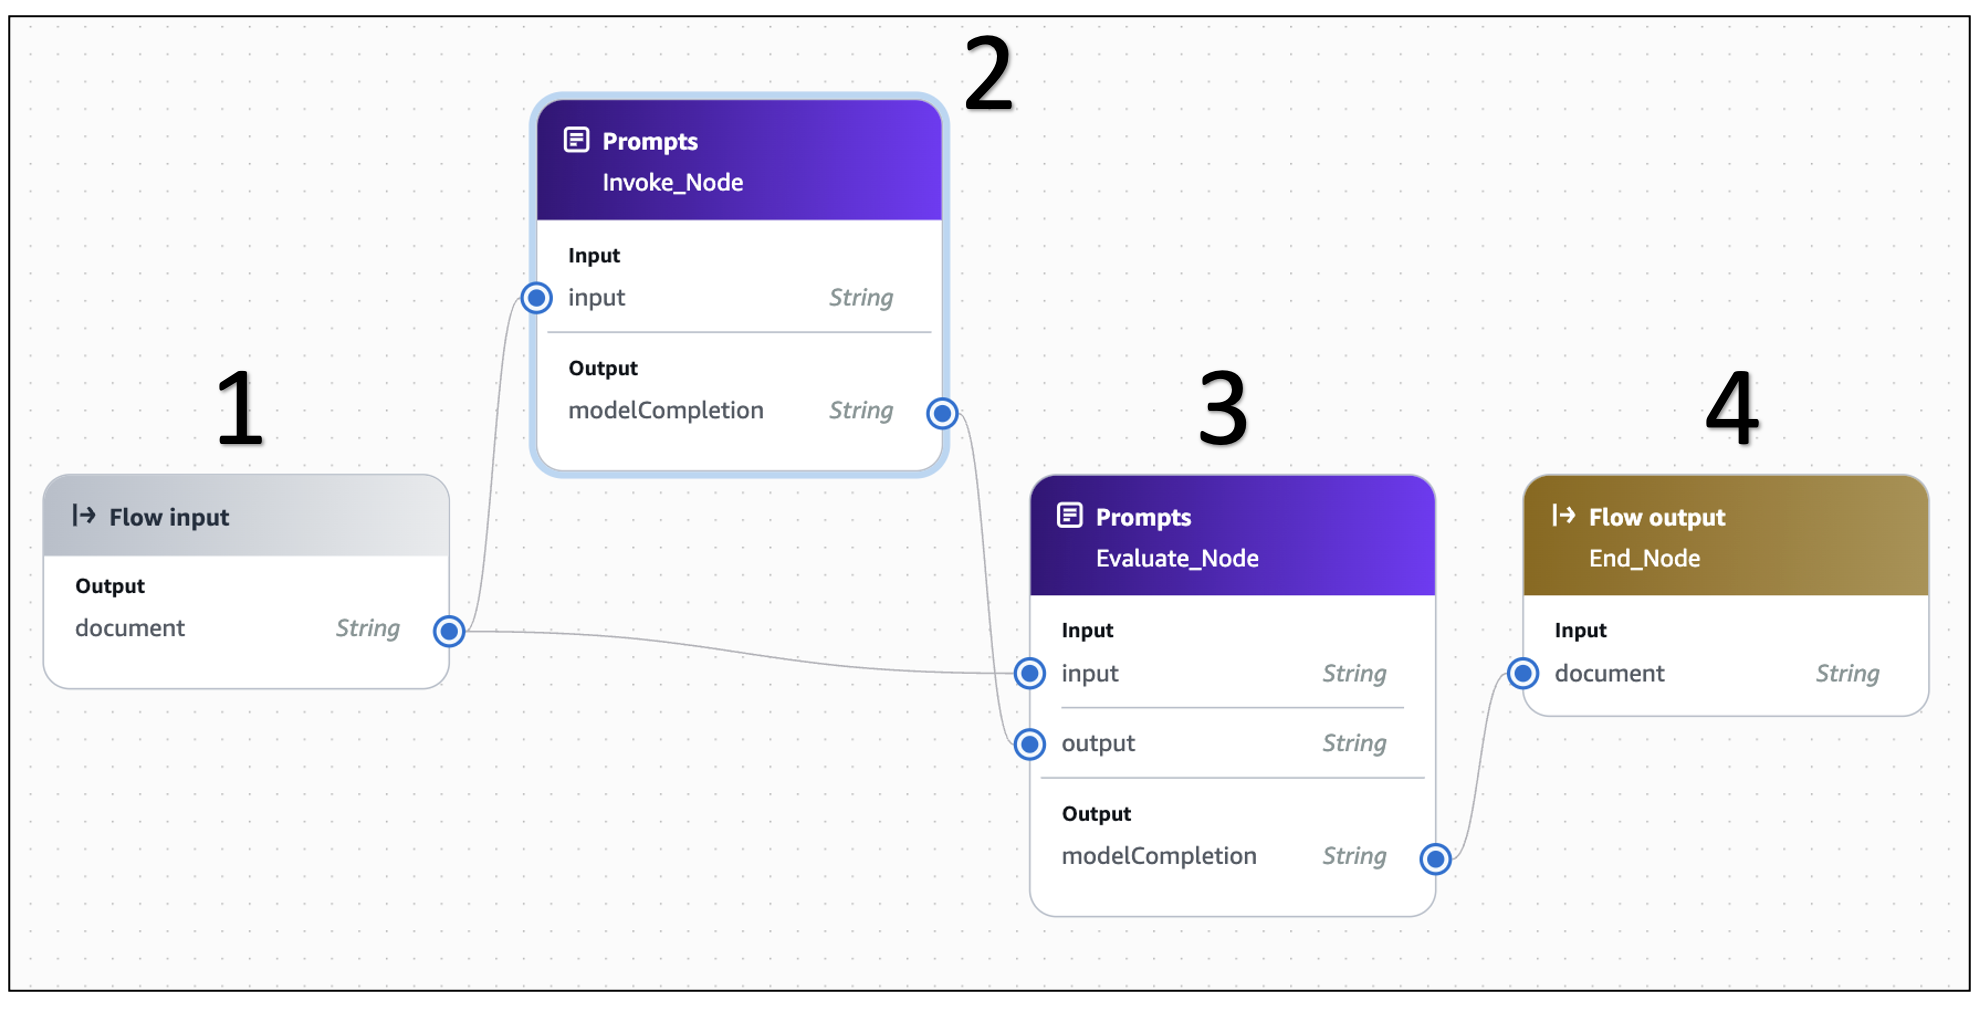 1
Flow input
Output
document String
2
Prompts
Invoke_Node
Input
input String
Output
modelCompletion String
3
Prompts
Evaluate_Node
Input
input String
output String
Output
modelCompletion String
4
Flow output
End_Node
Input
document String